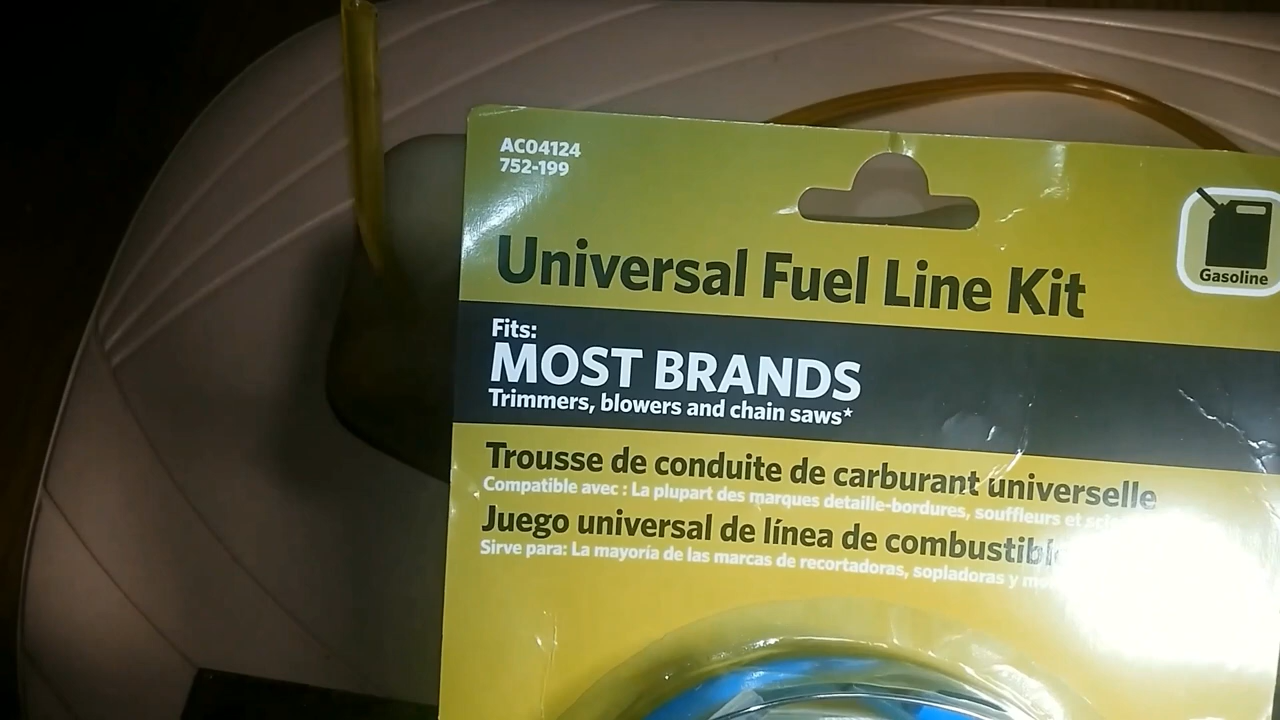 AC04124
752-199
Gasoline
Universal Fuel Line Kit
Fits:
MOST BRANDS
Trimmers, blowers and chain saws*
Trousse de conduite de carburant universelle
Compatible avec : La plupart des marques detaille-bordures, souffleurs et
Juego universal de línea de combustible
Sirve para: La mayoría de las marcas de recortadoras, sopladoras y